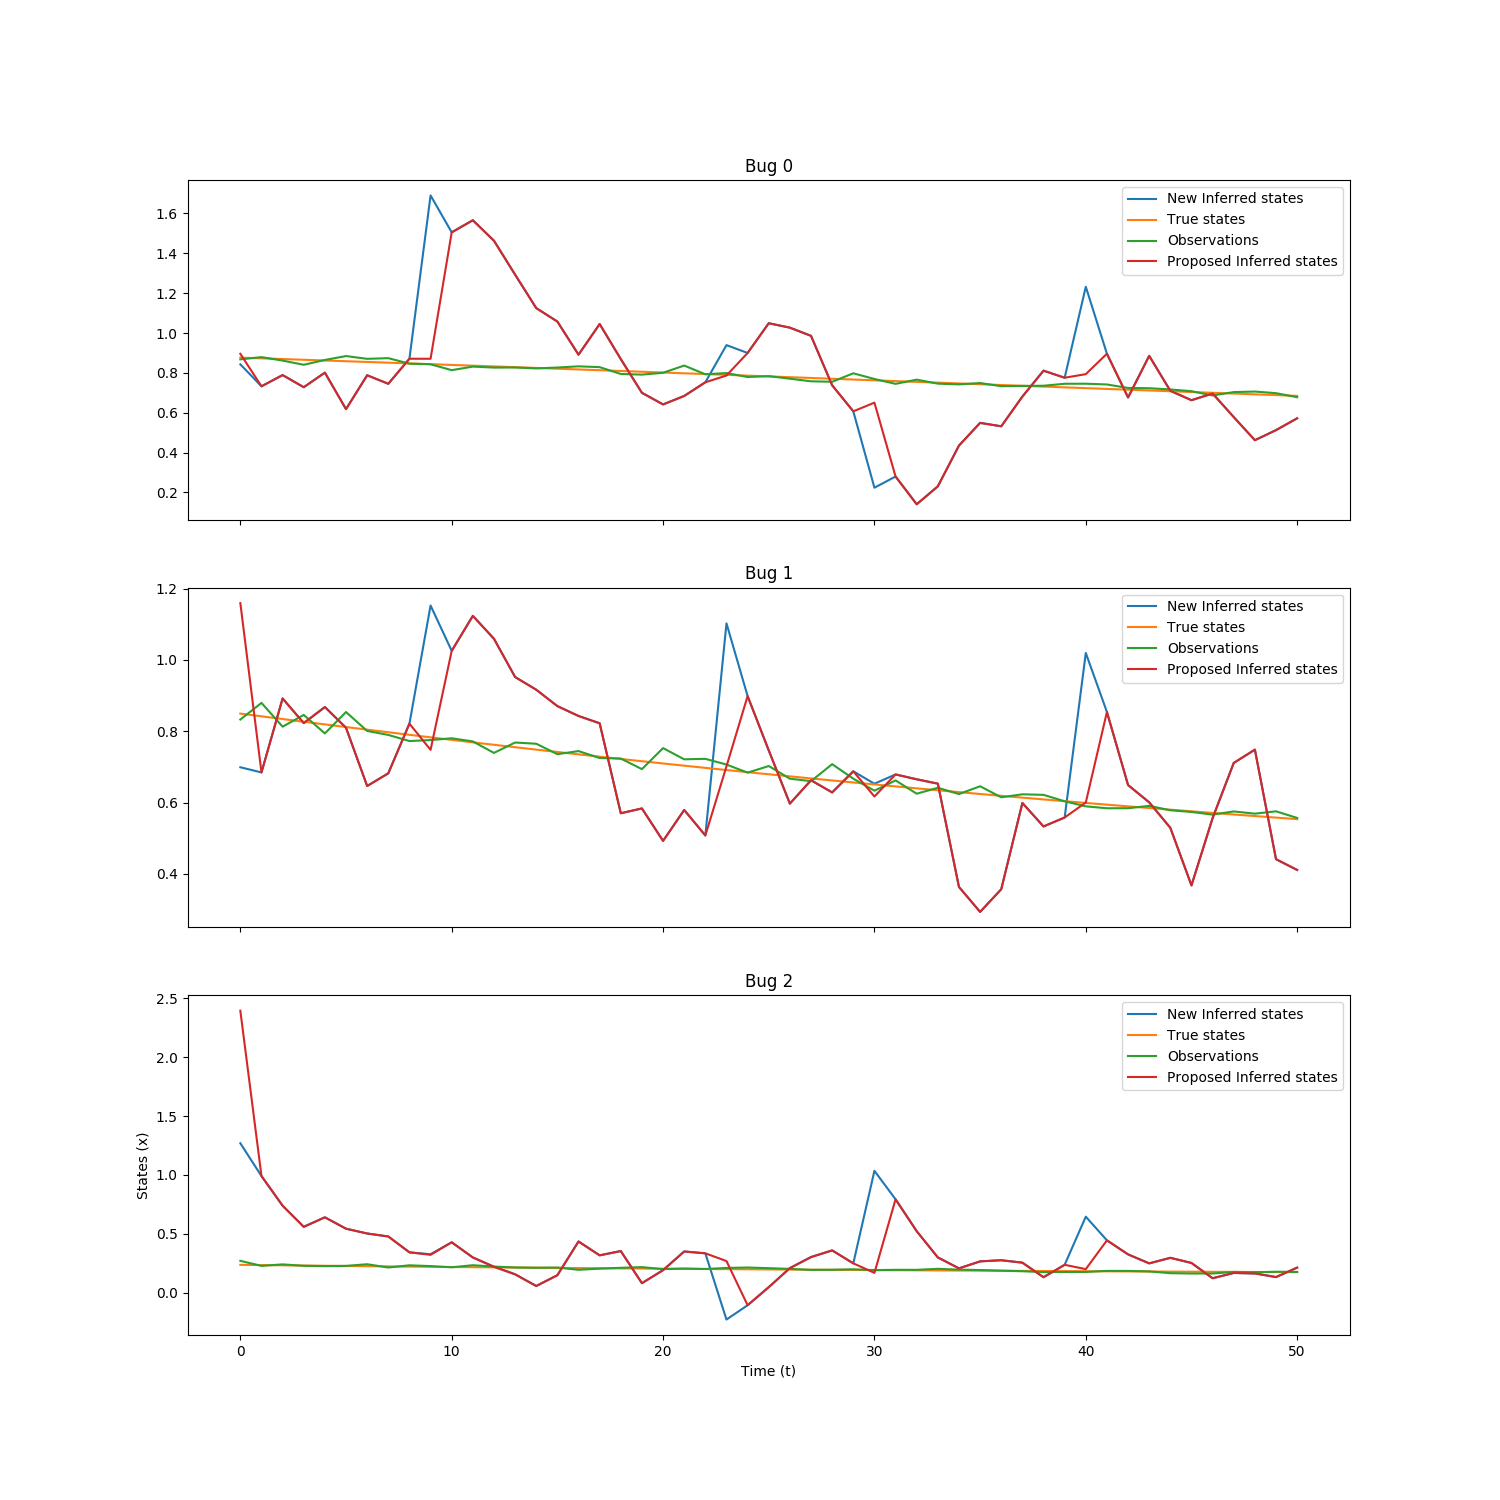 Bug 0
1.6
1.4
1.2
1.0
0.8
0.6
0.4
0.2
New Inferred states
True states
Observations
Proposed Inferred states
Bug 1
1.2
1.0
0.8
0.6
0.4
New Inferred states
True states
Observations
Proposed Inferred states
Bug 2
2.5
2.0
1.5
1.0
0.5
0.0
States (x)
New Inferred states
True states
Observations
Proposed Inferred states
0 10 20 30 40 50
Time (t)